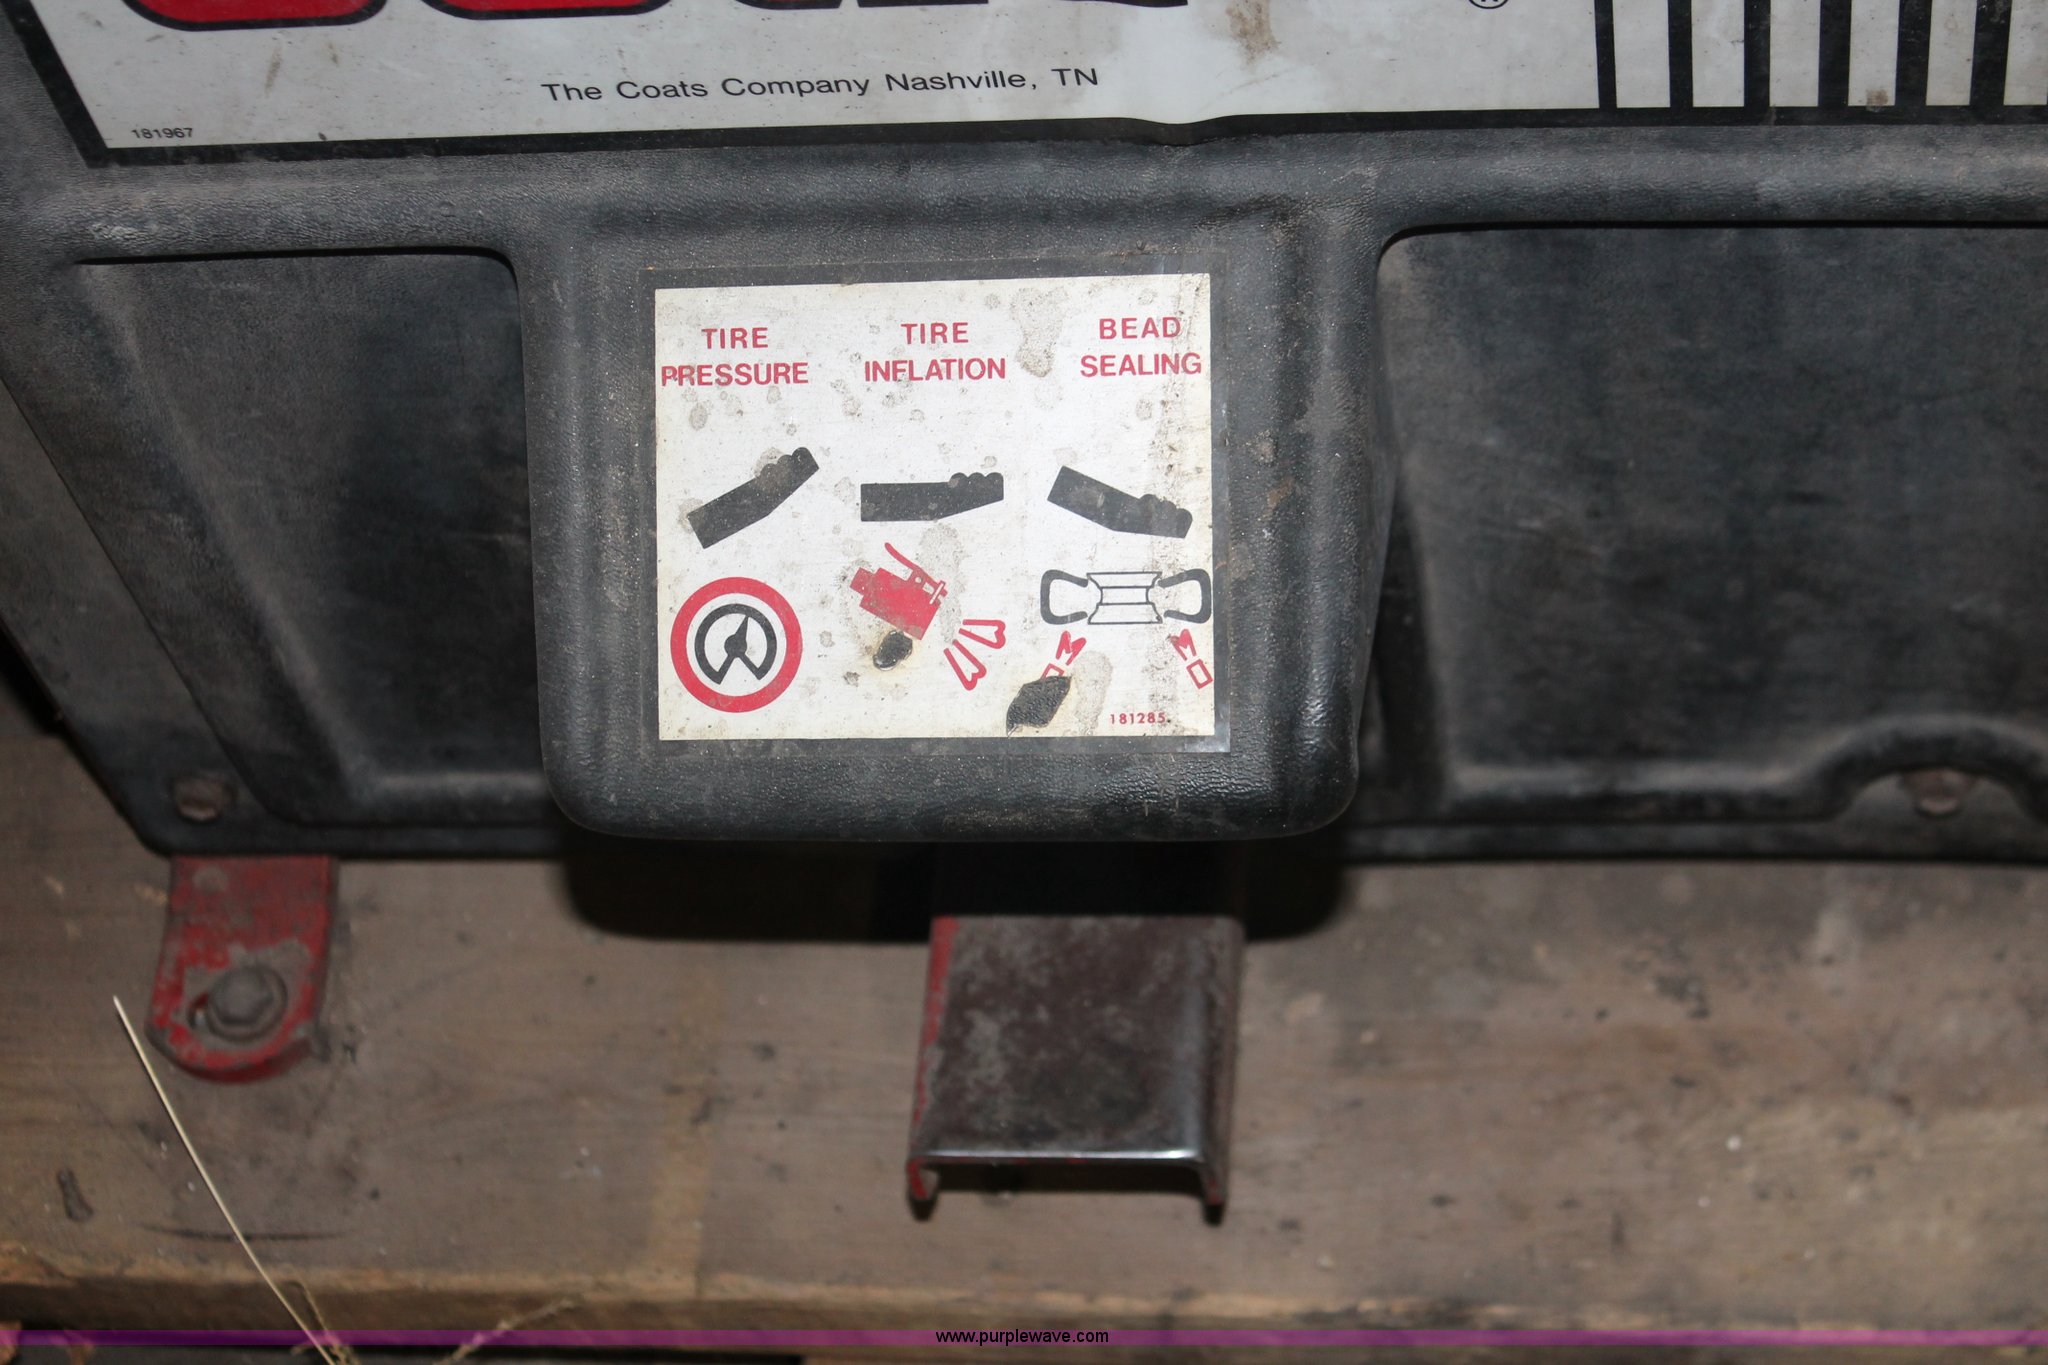 ®
The Coats Company Nashville, TN
181967
TIRE PRESSURE
TIRE INFLATION
BEAD SEALING
181285
www.purplewave.com